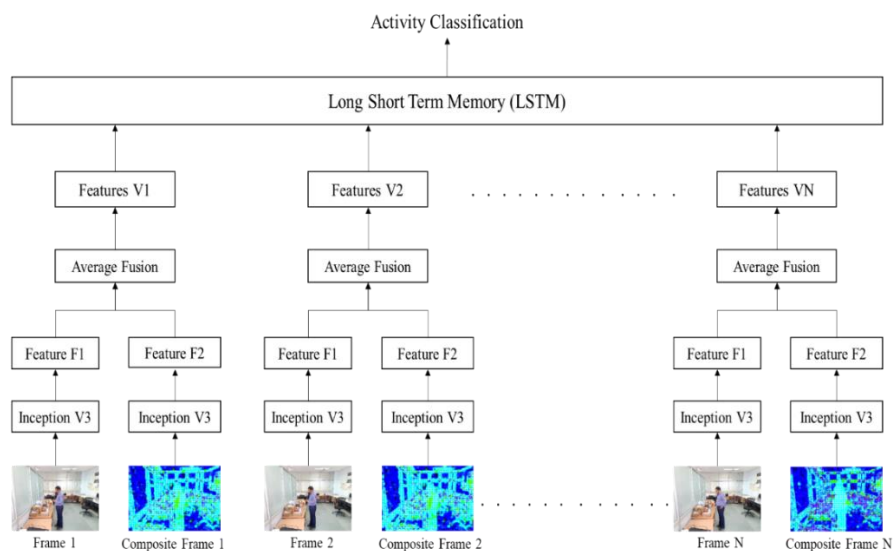 Activity Classification
Long Short Term Memory (LSTM)
Features V1
Features V2
Features VN
Average Fusion
Average Fusion
Average Fusion
Feature F1
Feature F2
Feature F1
Feature F2
Feature F1
Feature F2
Inception V3
Inception V3
Inception V3
Inception V3
Inception V3
Inception V3
Frame 1
Composite Frame 1
Frame 2
Composite Frame 2
Frame N
Composite Frame N